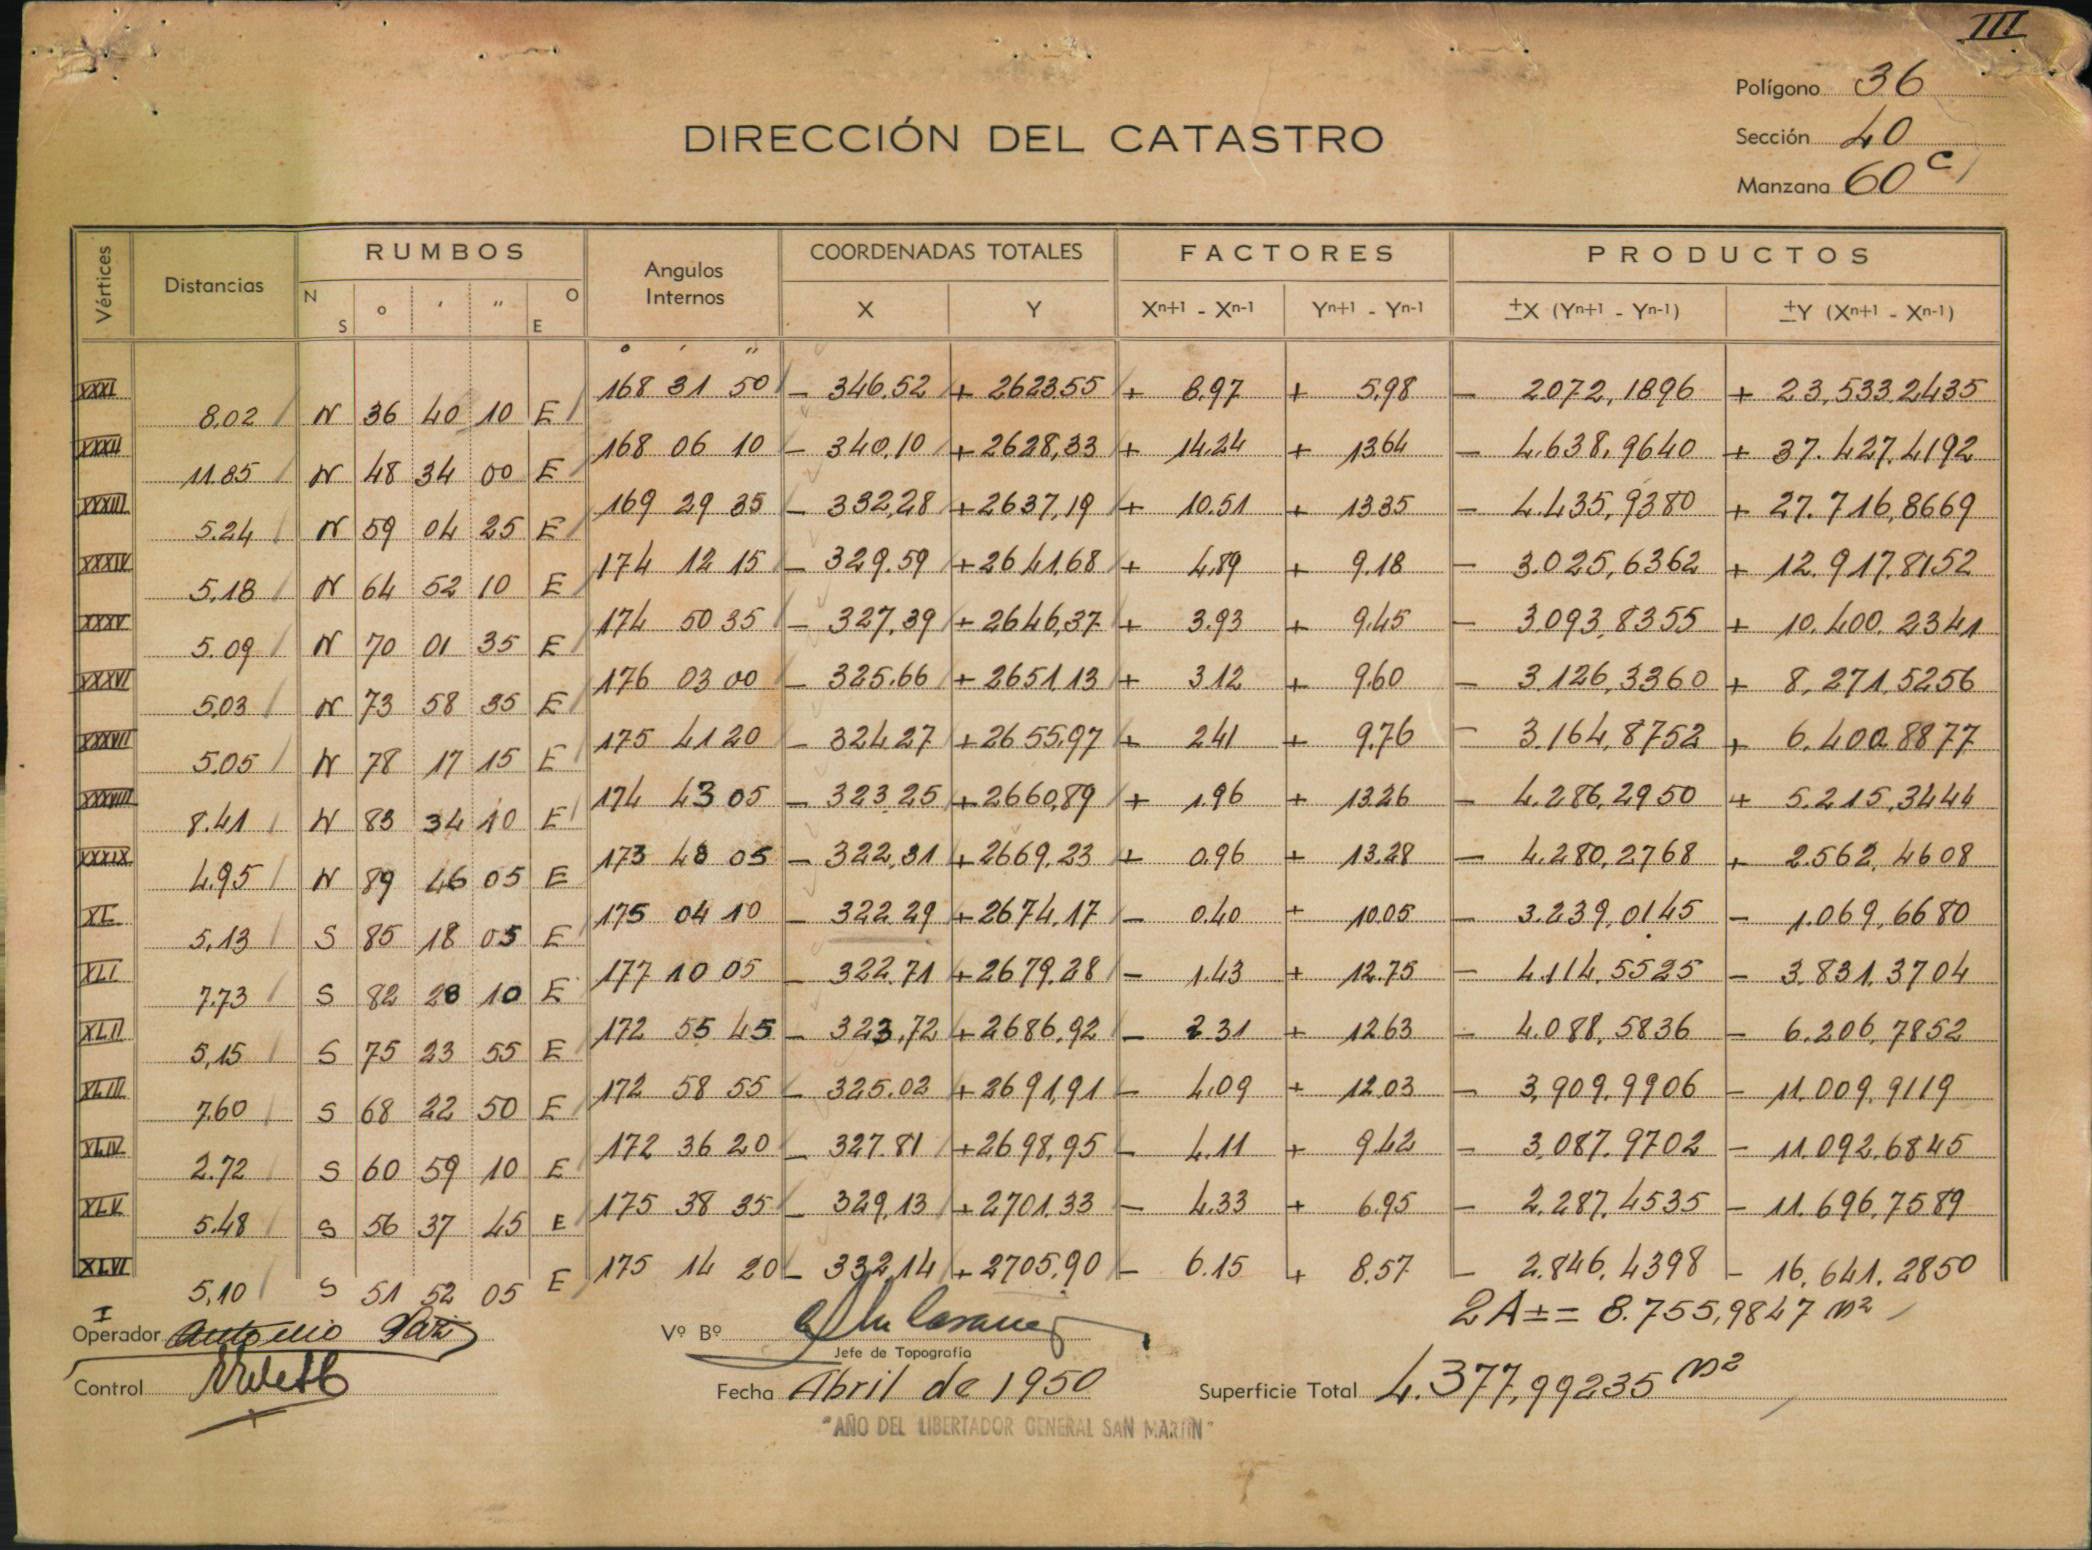 III
Polígono 36
Sección 40
Manzana 60 c)
DIRECCIÓN DEL CATASTRO
Vértices Distancias RUMBOS Angulos Internos COORDENADAS TOTALES FACTORES PRODUCTOS
N S ° ' " O E X Y Xn+1 - Xn-1 Yn+1 - Yn-1 ±X (Yn+1 - Yn-1) ±Y (Xn+1 - Xn-1)
° ' "
XXXI 168 31 50 - 346.52 + 2623.55 + 8.97 + 5.98 - 2072,1896 + 23.533.2435
8.02 N 36 40 10 E
XXXII 168 06 10 - 340.10 + 2628,33 + 14.24 + 13.64 - 4.638,9640 + 37.427.4192
11.85 N 48 34 00 E
XXXIII 169 29 35 - 332.28 + 2637,19 + 10.51 + 13.35 - 4.435,9380 + 27.716,8669
5.24 N 59 04 25 E
XXXIV 174 12 15 - 329.59 + 2641.68 + 4.89 + 9.18 - 3.025,6362 + 12.917.8152
5.18 N 64 52 10 E
XXXV 174 50 35 - 327,39 + 2646,37 + 3.93 + 9.45 - 3.093,8355 + 10.400.2341
5.09 N 70 01 35 E
XXXVI 176 03 00 - 325.66 + 2651.13 + 3.12 + 9.60 - 3.126,3360 + 8,271.5256
5.03 N 73 58 35 E
XXXVII 175 41 20 - 324.27 + 2655.97 + 2.41 + 9.76 - 3.164,8752 + 6.400.8877
5.05 N 78 17 15 E
XXXVIII 174 43 05 - 323.25 + 2660,89 + 1.96 + 13.26 - 4.286,2950 + 5.215,3444
8.41 N 83 34 10 E
XXXIX 173 48 05 - 322,31 + 2669.23 + 0.96 + 13.28 - 4.280,2768 + 2.562.4608
4.95 N 89 46 05 E
XL 175 04 10 - 322.29 + 2674.17 - 0.40 + 10.05 - 3.239,0145 - 1.069,6680
5,13 S 85 18 05 E
XLI 177 10 05 - 322.71 + 2679.28 - 1.43 + 12.75 - 4.114.5525 - 3.831.3704
7.73 S 82 28 10 E
XLII 172 55 45 - 323,72 + 2686.92 - 2.31 + 12.63 - 4.088,5836 - 6.206,7852
5,15 S 75 23 55 E
XLIII 172 58 55 - 325.02 + 2691,91 - 4.09 + 12.03 - 3,909.9906 - 11.009.9119
7.60 S 68 22 50 E
XLIV 172 36 20 - 327.81 + 2698,95 - 4.11 + 9.42 - 3.087.9702 - 11.092.6845
2.72 S 60 59 10 E
XLV 175 38 35 - 329,13 + 2701.33 - 4.33 + 6.95 - 2.287.4535 - 11.696,7589
5.48 S 56 37 45 E
XLVI 175 14 20 - 332.14 + 2705.90 - 6.15 + 8.57 - 2.846.4398 - 16.641.2850
5,10 S 51 52 05 E
I
2A± = 8.755,9847 m2
Operador Antonio Paz Vº Bº
Jefe de Topografía
Control Fecha Abril de 1950 Superficie Total 4.377,99235 m2
"AÑO DEL LIBERTADOR GENERAL SAN MARTIN"